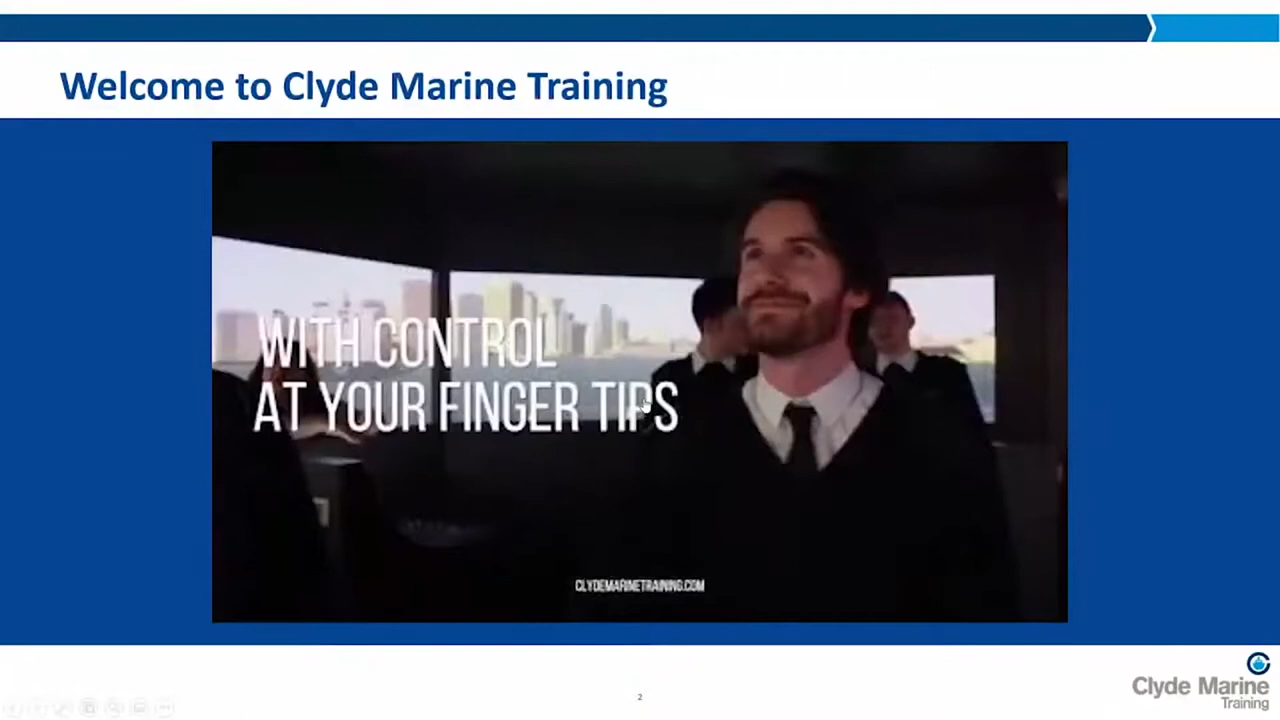 Welcome to Clyde Marine Training
WITH CONTROL
AT YOUR FINGER TIPS
CLYDEMARINETRAINING.COM
2
Clyde Marine
Training